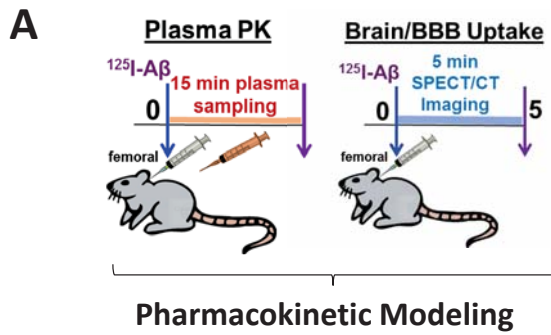 A
Plasma PK
Brain/BBB Uptake
¹²⁵I-Aβ
15 min plasma
sampling
0
femoral
¹²⁵I-Aβ
5 min
SPECT/CT
Imaging
0
5
femoral
Pharmacokinetic Modeling